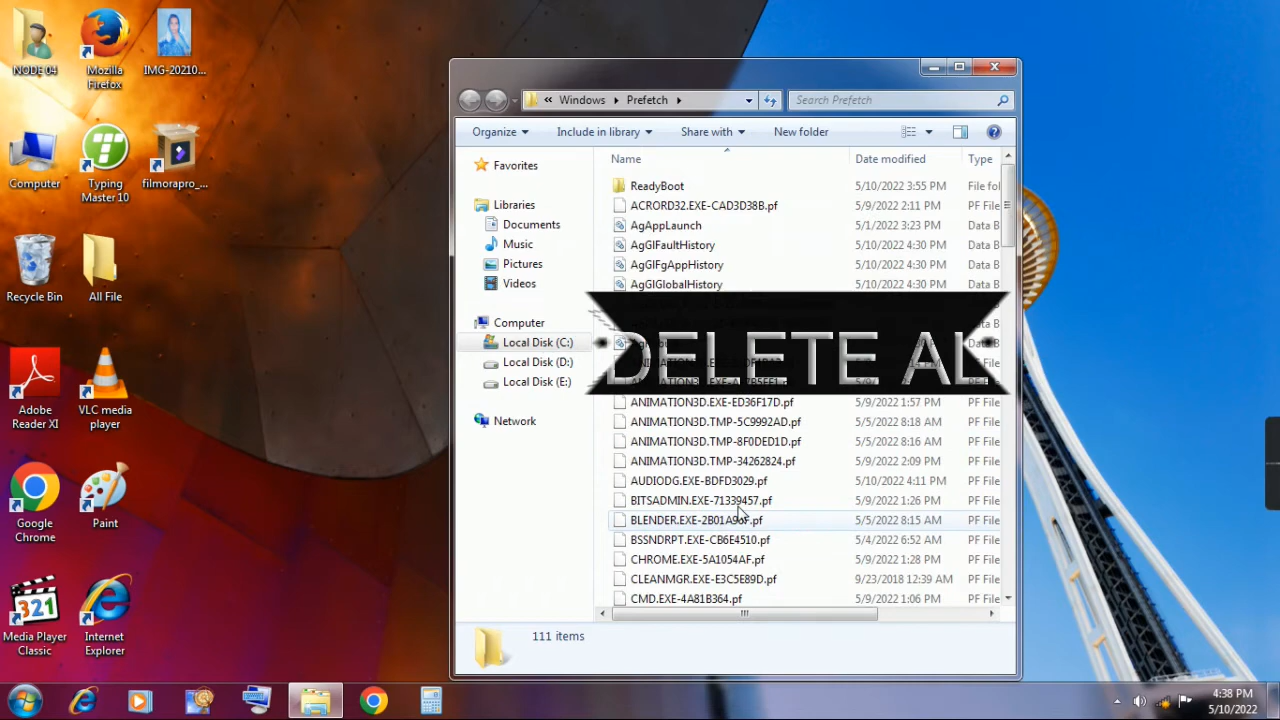 NODE 04
Mozilla
Firefox
IMG-20210...
Computer
Typing
Master 10
filmorapro_...
Recycle Bin
All File
Adobe
Reader XI
VLC media
player
Google
Chrome
Paint
Media Player
Classic
Internet
Explorer
« Windows Prefetch
Search Prefetch
Organize Include in library Share with New folder
Favorites
Libraries
Documents
Music
Pictures
Videos
Computer
Local Disk (C:)
Local Disk (D:)
Local Disk (E:)
Network
Name Date modified Type
ReadyBoot 5/10/2022 3:55 PM File fol
ACRORD32.EXE-CAD3D38B.pf 5/9/2022 2:11 PM PF File
AgAppLaunch 5/1/2022 3:23 PM Data B
AgGlFaultHistory 5/10/2022 4:30 PM Data B
AgGlFgAppHistory 5/10/2022 4:30 PM Data B
AgGlGlobalHistory 5/10/2022 4:30 PM Data B
DELETE AL
ANIMATION3D.EXE-ED36F17D.pf 5/9/2022 1:57 PM PF File
ANIMATION3D.TMP-5C9992AD.pf 5/5/2022 8:18 AM PF File
ANIMATION3D.TMP-8F0DED1D.pf 5/5/2022 8:16 AM PF File
ANIMATION3D.TMP-34262824.pf 5/9/2022 2:09 PM PF File
AUDIODG.EXE-BDFD3029.pf 5/10/2022 4:11 PM PF File
BITSADMIN.EXE-71339457.pf 5/9/2022 1:26 PM PF File
5/5/2022 8:15 AM PF File
BSSNDRPT.EXE-CB6E4510.pf 5/4/2022 6:52 AM PF File
CHROME.EXE-5A1054AF.pf 5/9/2022 1:28 PM PF File
CLEANMGR.EXE-E3C5E89D.pf 9/23/2018 12:39 AM PF File
CMD.EXE-4A81B364.pf 5/9/2022 1:06 PM PF File
111 items
4:38 PM
5/10/2022